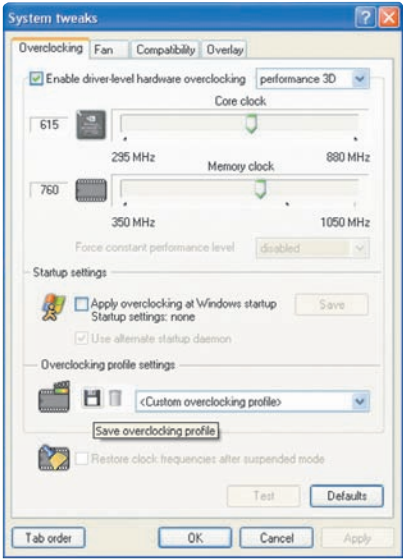 System tweaks
Overclocking Fan Compatibility Overlay
Enable driver-level hardware overclocking performance 3D
Core clock
615
295 MHz 880 MHz
Memory clock
760
350 MHz 1050 MHz
Force constant performance level disabled
Startup settings
Apply overclocking at Windows startup Save
Startup settings: none
Use alternate startup daemon
Overclocking profile settings
<Custom overclocking profile>
Save overclocking profile
Restore clock frequencies after suspended mode
Test Defaults
Tab order OK Cancel Apply